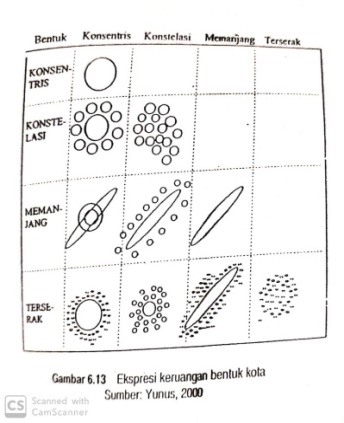 Bentuk Konsentris Konstelasi Memanjang Terserak
KONSEN-
TRIS
KONSTE-
LASI
MEMAN-
JANG
TERSE-
RAK
Gambar 6.13 Ekspresi keruangan bentuk kota
Sumber: Yunus, 2000
CS Scanned with
CamScanner